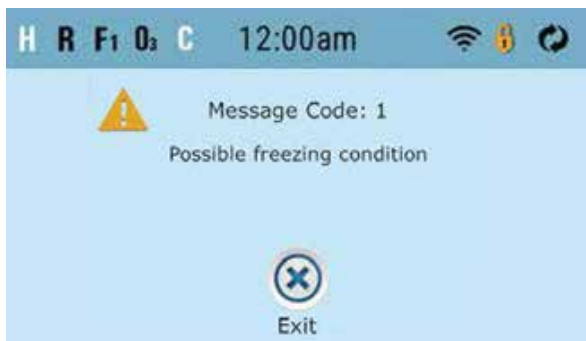 H R F1 O3 C 12:00am
Message Code: 1
Possible freezing condition
Exit